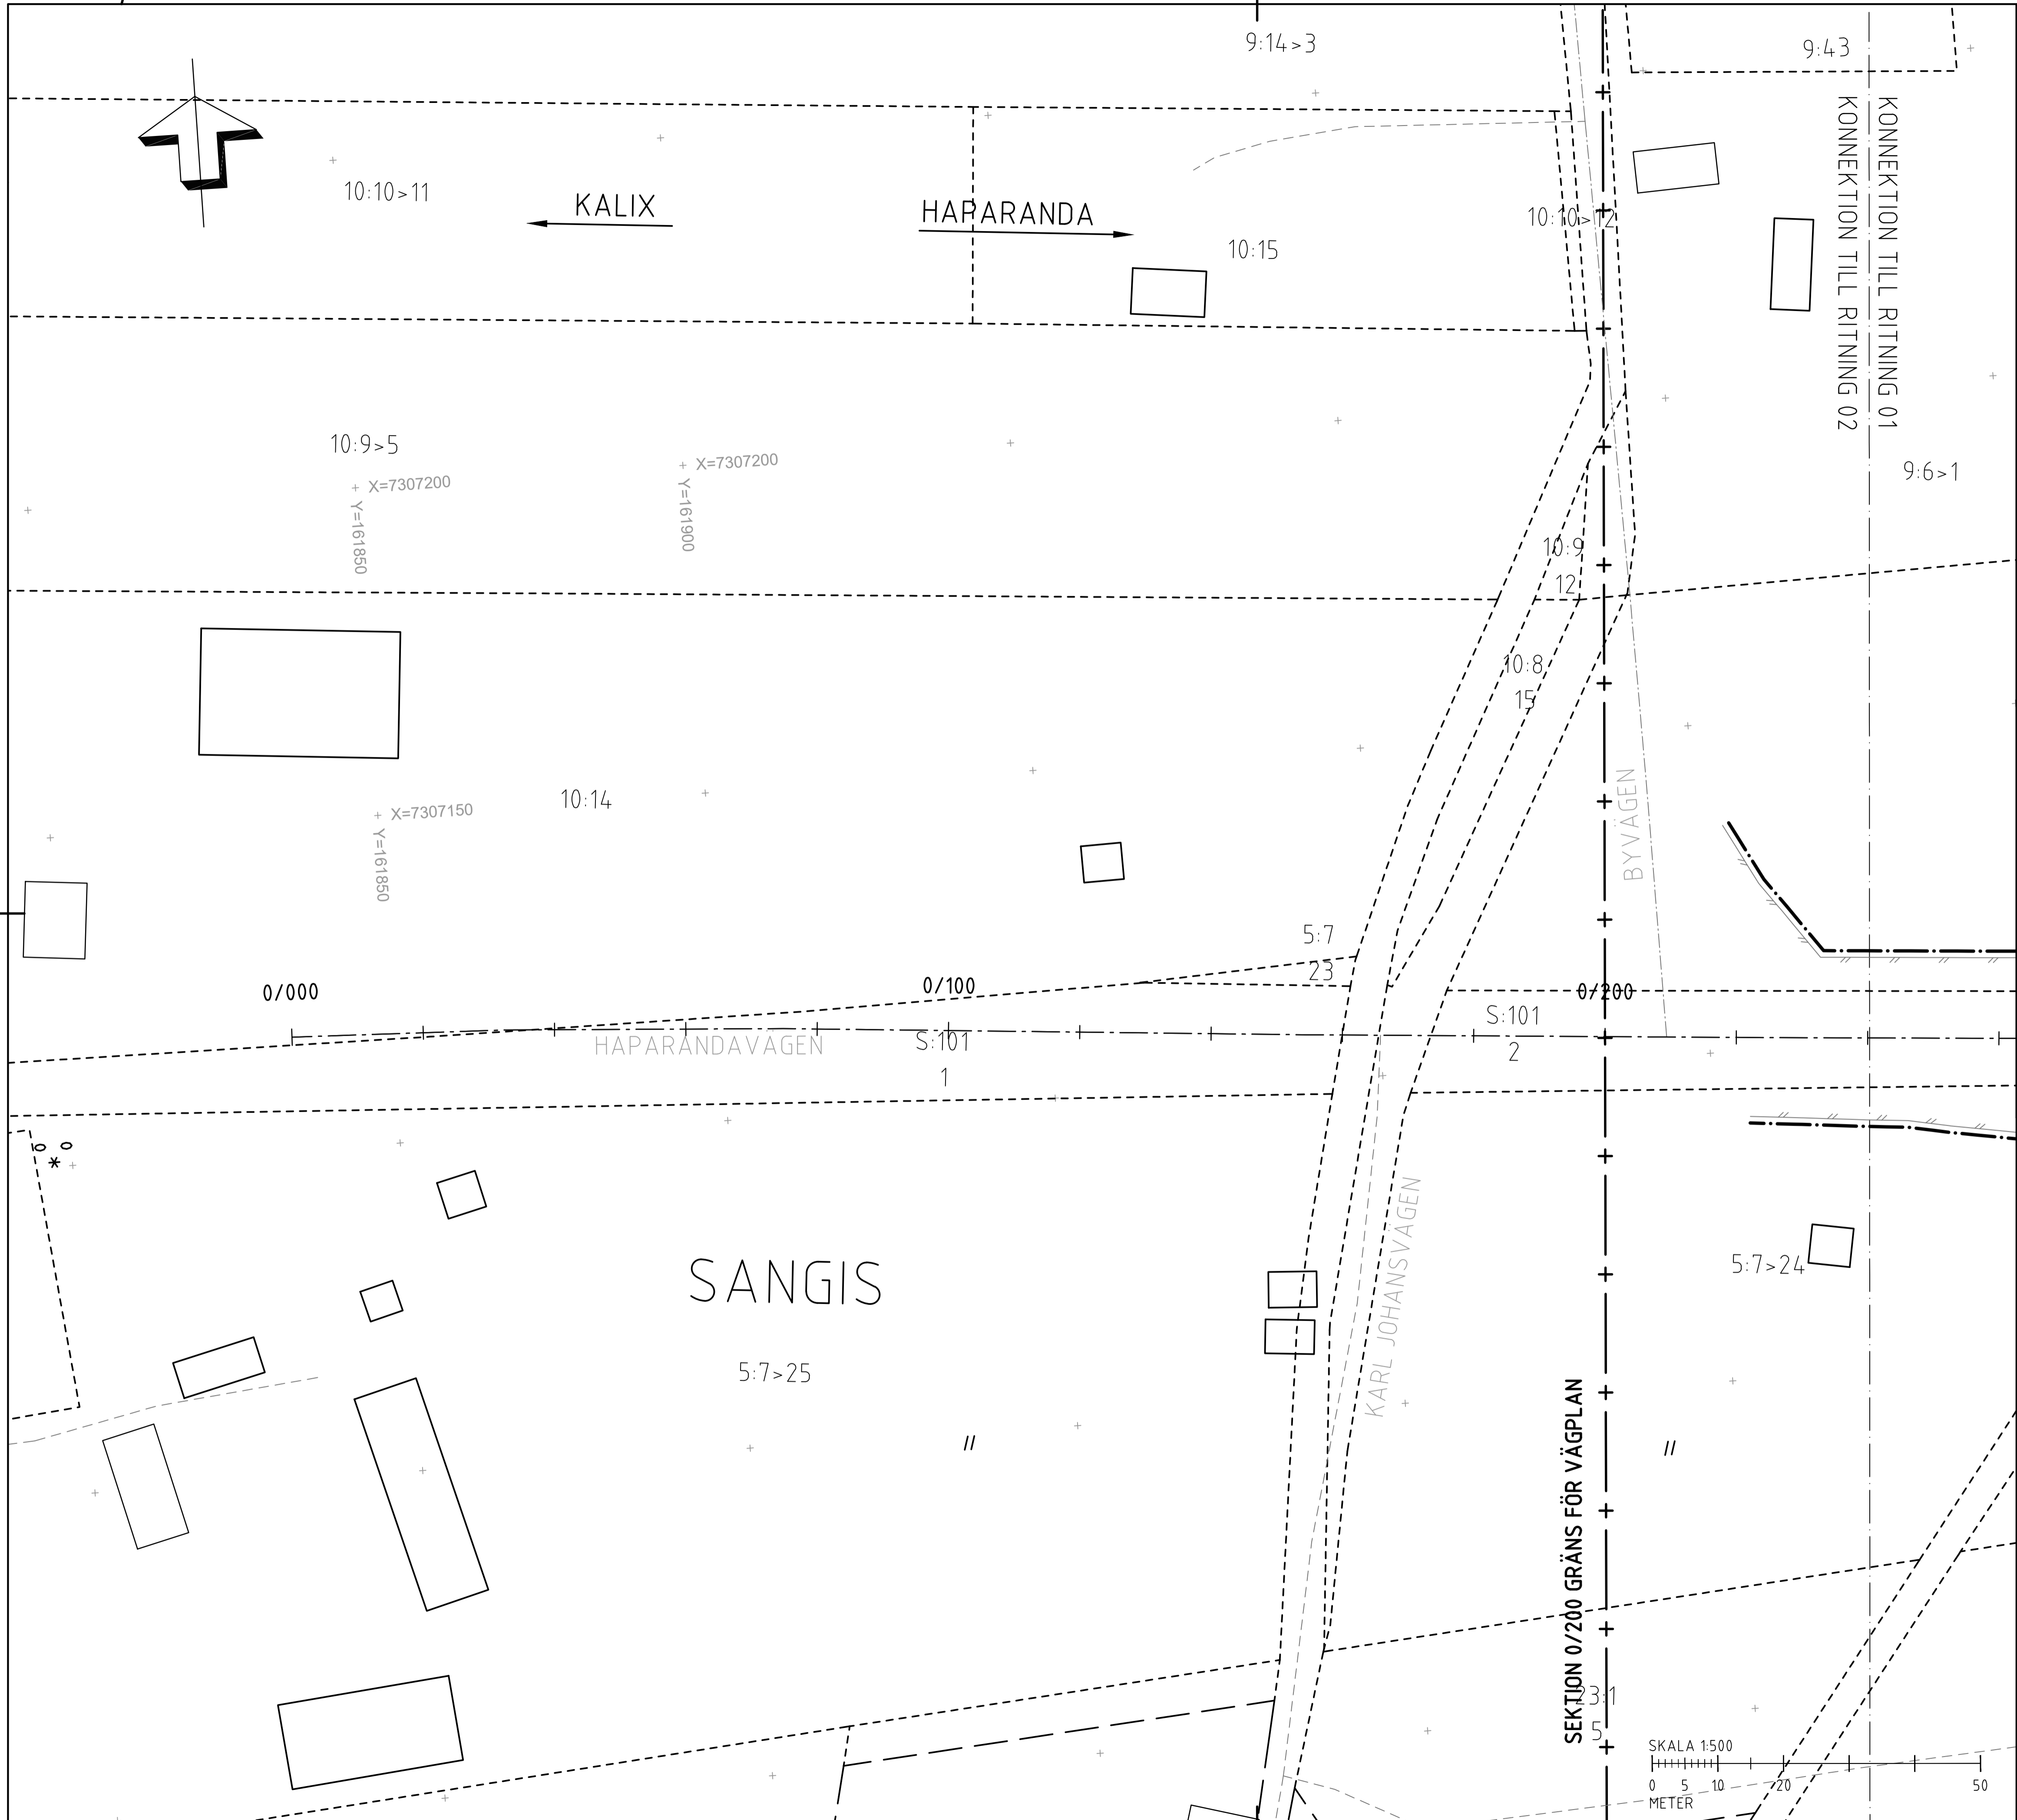 9:14>3
9:43
KONNEKTION TILL RITNING 01
KONNEKTION TILL RITNING 02
10:10>11
KALIX
HAPARANDA
10:10>12
10:15
10:9>5
X=7307200
Y=161850
X=7307200
Y=161900
9:6>1
10:9
12
10:8
15
X=7307150
Y=161850
10:14
BYVÄGEN
5:7
23
0/000
0/100
0/200
HAPARANDAVÄGEN
S:101
1
S:101
2
KARL JOHANSVÄGEN
SANGIS
5:7>24
5:7>25
SEKTION 0/200 GRÄNS FÖR VÄGPLAN
23:1
5
SKALA 1:500
0 5 10 20 50
METER